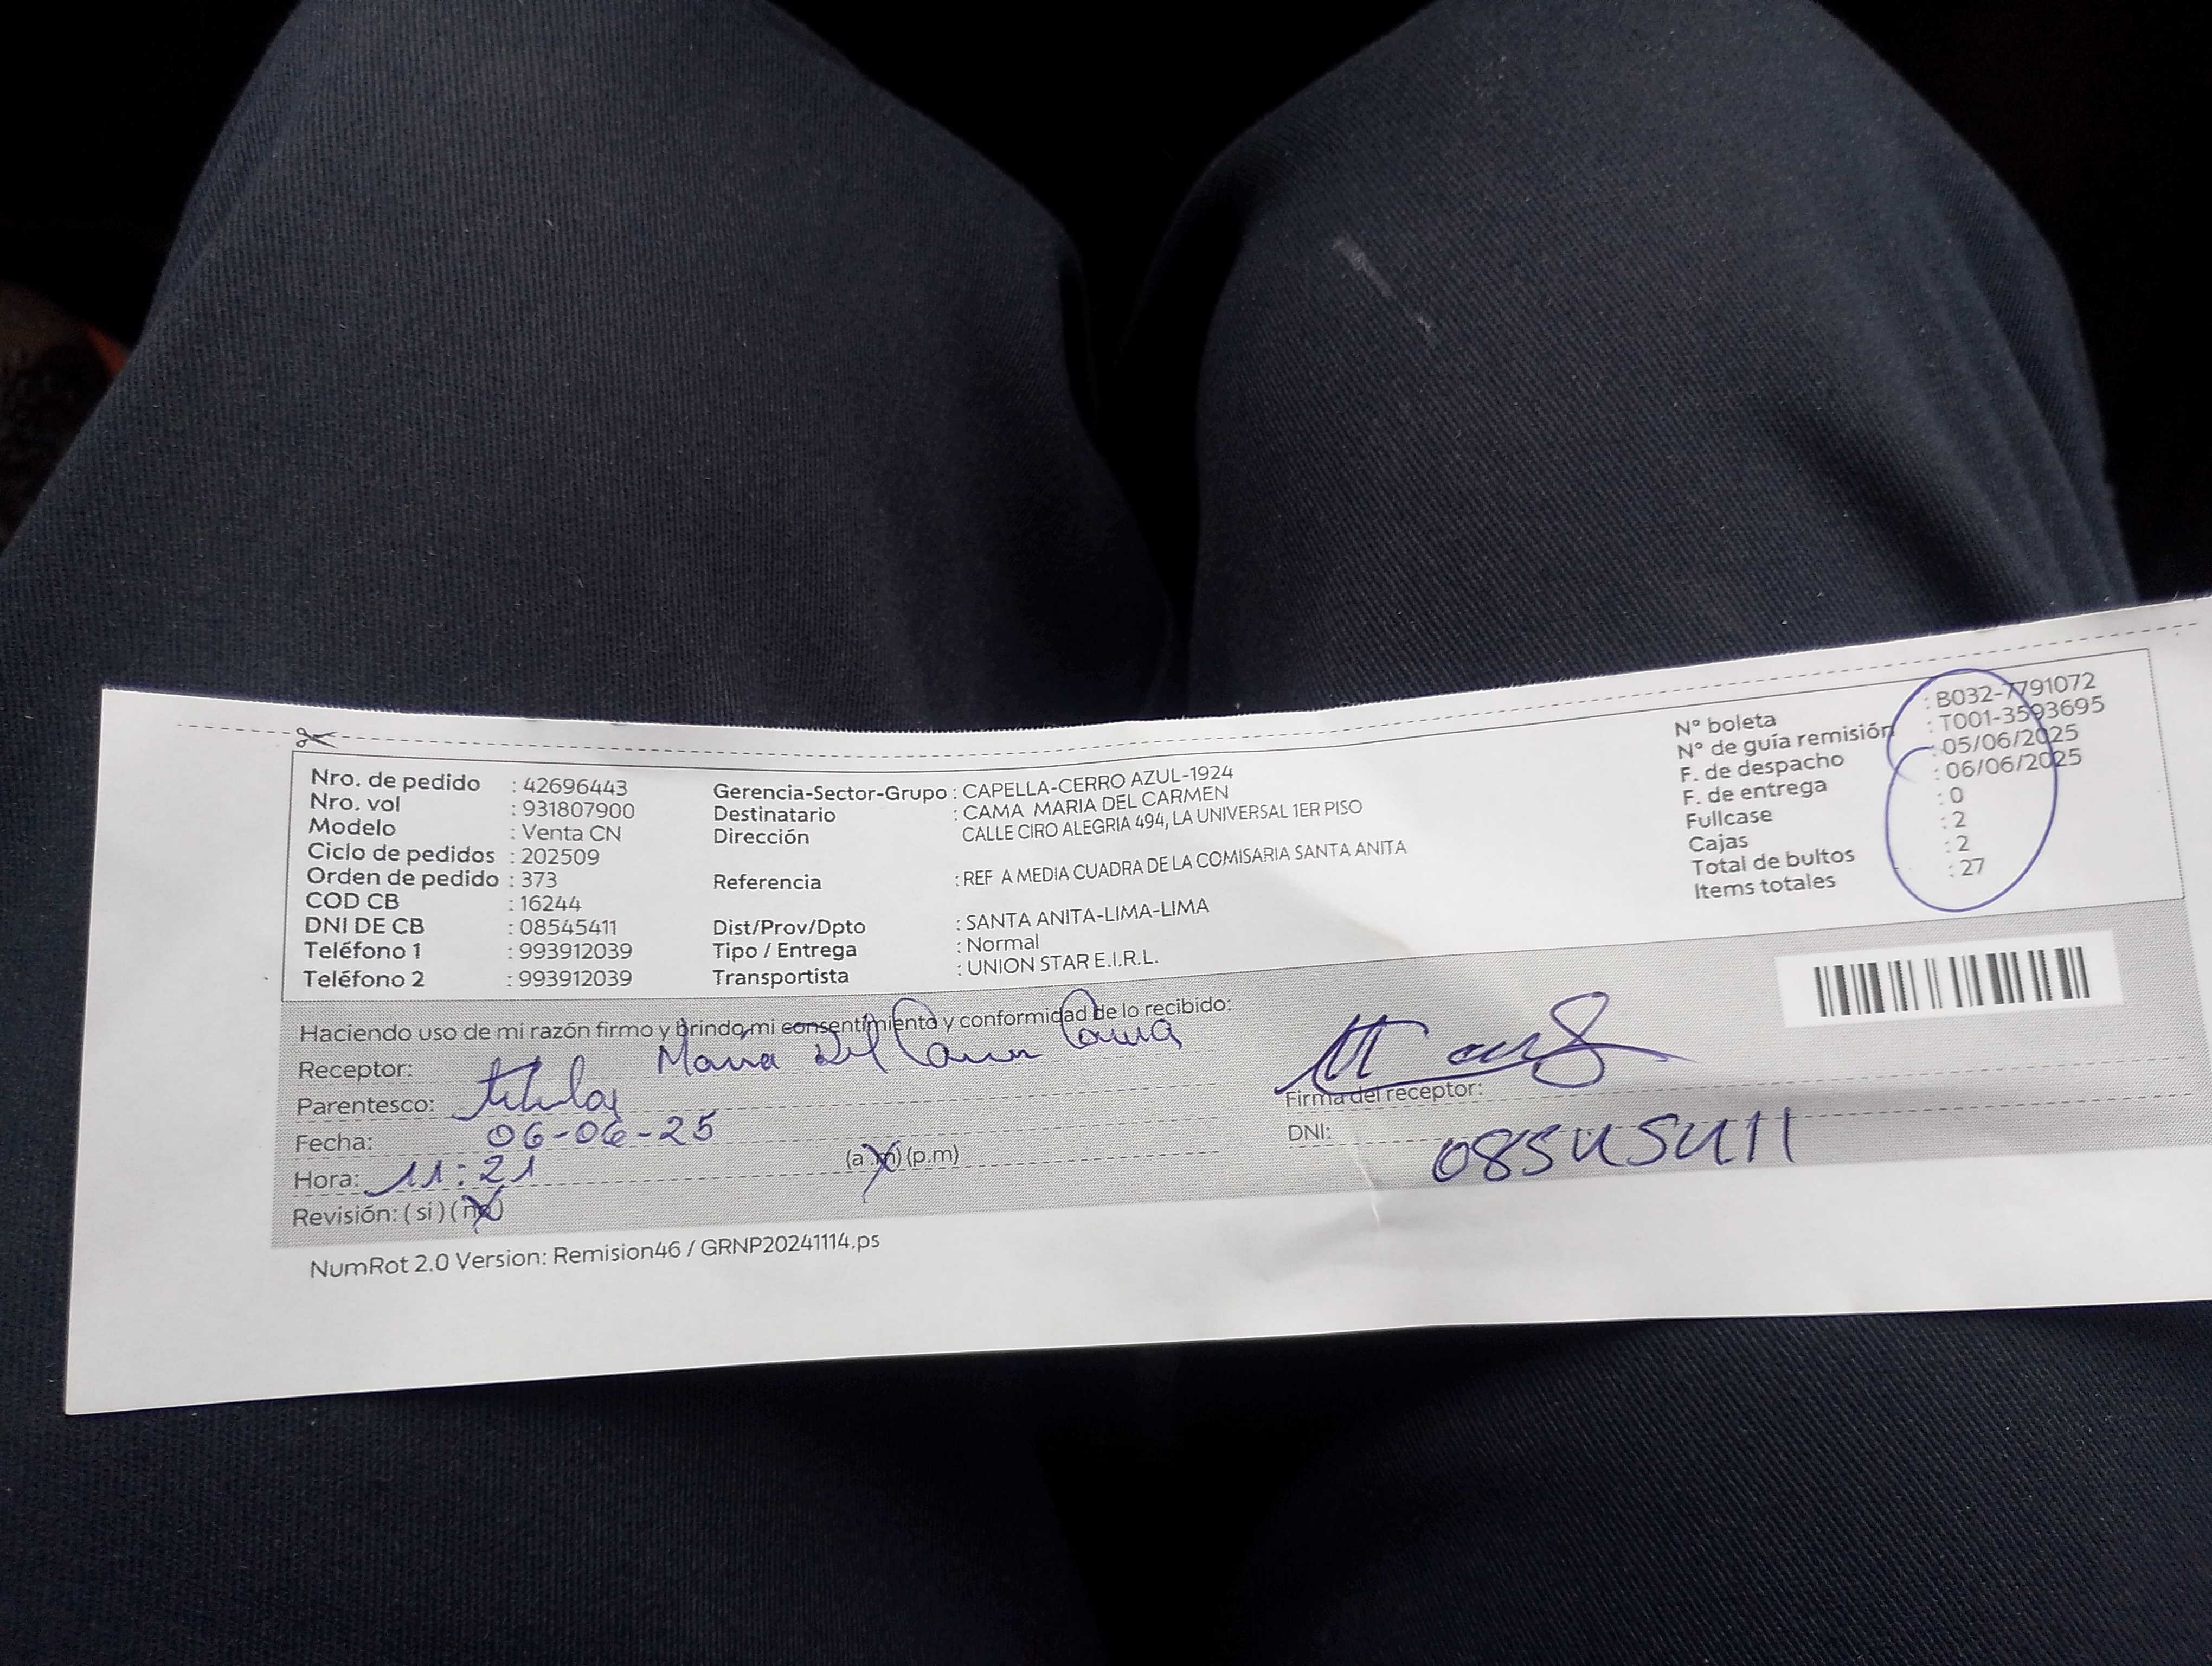 Nro. de pedido : 42696443
Nro. vol : 931807900
Modelo : Venta CN
Ciclo de pedidos : 202509
Orden de pedido : 373
COD CB : 16244
DNI DE CB : 08545411
Teléfono 1 : 993912039
Teléfono 2 : 993912039
Gerencia-Sector-Grupo : CAPELLA-CERRO AZUL-1924
Destinatario : CAMA MARIA DEL CARMEN
Dirección CALLE CIRO ALEGRIA 494, LA UNIVERSAL 1ER PISO
Referencia : REF A MEDIA CUADRA DE LA COMISARIA SANTA ANITA
Dist/Prov/Dpto : SANTA ANITA-LIMA-LIMA
Tipo / Entrega : Normal
Transportista : UNION STAR E.I.R.L.
N° boleta : B032-7791072
N° de guía remisión : T001-3593695
F. de despacho : 05/06/2025
F. de entrega : 06/06/2025
Fullcase : 0
Cajas : 2
Total de bultos : 2
Items totales : 27
Haciendo uso de mi razón firmo y brindo mi consentimiento y conformidad de lo recibido:
Receptor: Maria Del Carmen Cama
Parentesco: titular
Fecha: 06-06-25
Hora: 11:21 (a.m) (p.m)
Revisión: ( si ) ( no )
Firma del receptor:
DNI: 08545411
NumRot 2.0 Version: Remision46 / GRNP20241114.ps